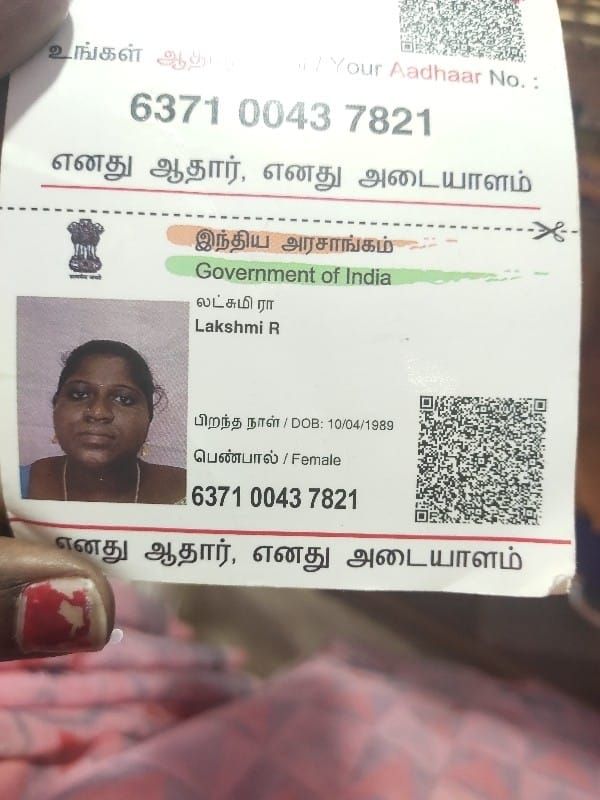 உங்கள் / Your Aadhaar No. :
6371 0043 7821
எனது ஆதார், எனது அடையாளம்
இந்திய அரசாங்கம்
Government of India
லட்சுமி ரா
Lakshmi R
பிறந்த நாள் / DOB: 10/04/1989
பெண்பால் / Female
6371 0043 7821
எனது ஆதார், எனது அடையாளம்